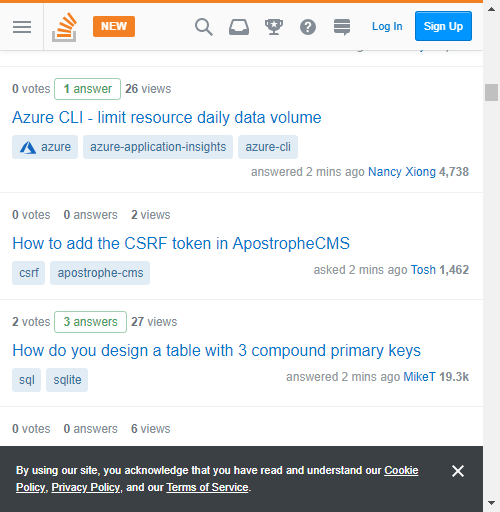 NEW
Log In
Sign Up
0 votes 1 answer 26 views
Azure CLI - limit resource daily data volume
azure azure-application-insights azure-cli
answered 2 mins ago Nancy Xiong 4,738
0 votes 0 answers 2 views
How to add the CSRF token in ApostropheCMS
csrf apostrophe-cms
asked 2 mins ago Tosh 1,462
2 votes 3 answers 27 views
How do you design a table with 3 compound primary keys
sql sqlite
answered 2 mins ago MikeT 19.3k
0 votes 0 answers 6 views
By using our site, you acknowledge that you have read and understand our Cookie
Policy, Privacy Policy, and our Terms of Service.